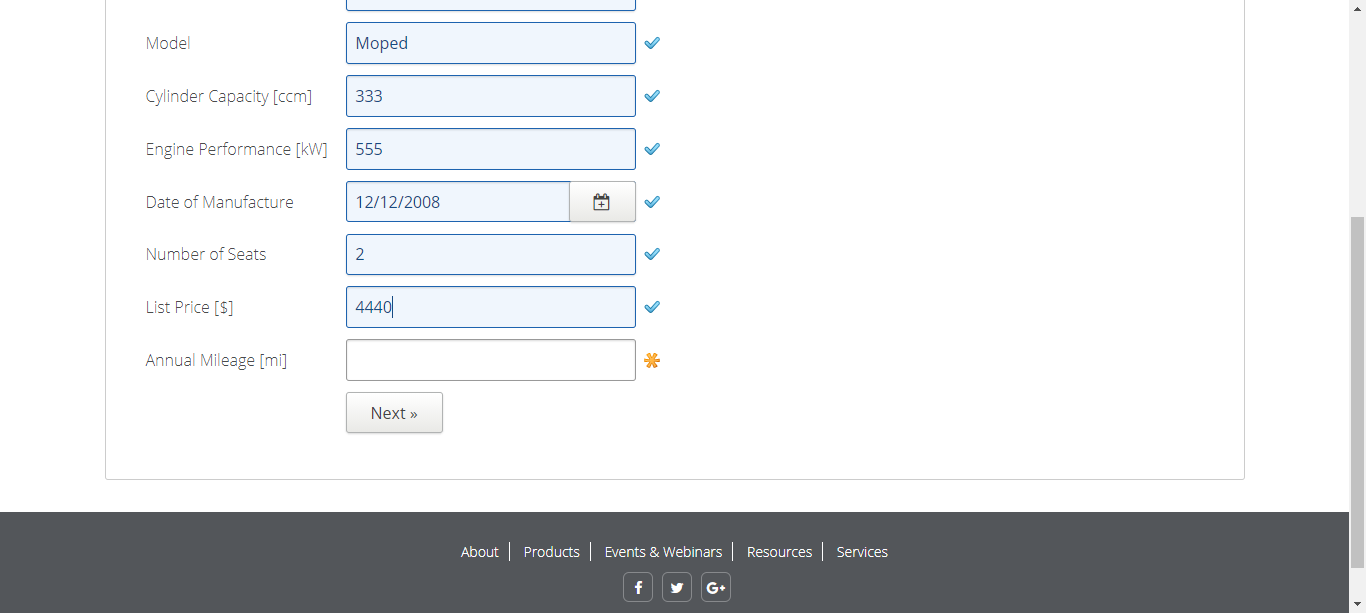 Model Moped
Cylinder Capacity [ccm] 333
Engine Performance [kW] 555
Date of Manufacture 12/12/2008
Number of Seats 2
List Price [$] 4440
Annual Mileage [mi]
Next »
About Products Events & Webinars Resources Services
f G+